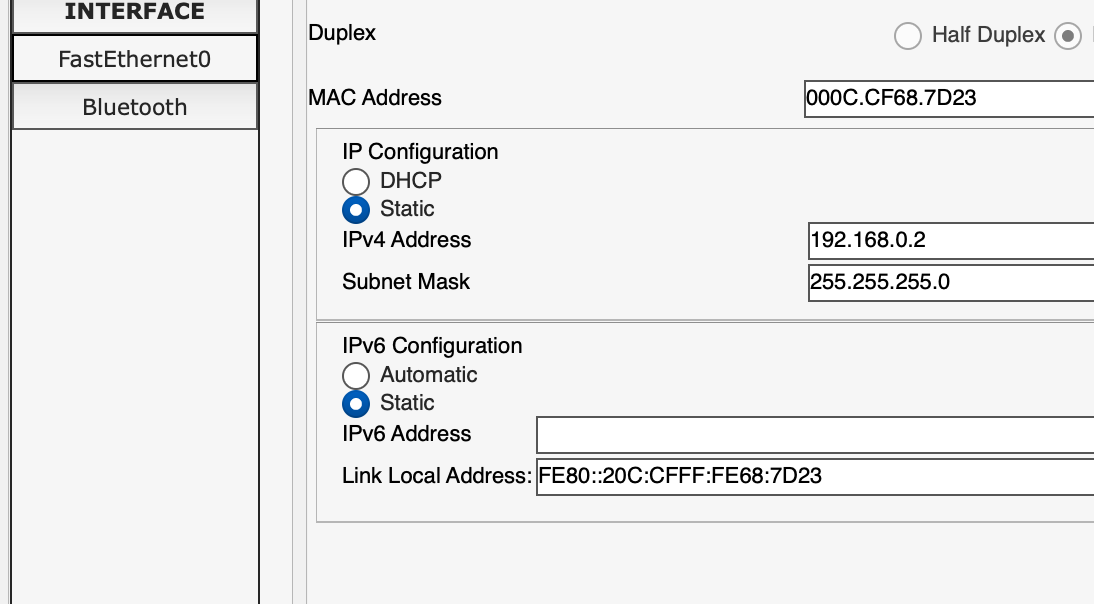 INTERFACE
FastEthernet0
Bluetooth
Duplex
Half Duplex
MAC Address
000C.CF68.7D23
IP Configuration
DHCP
Static
IPv4 Address
192.168.0.2
Subnet Mask
255.255.255.0
IPv6 Configuration
Automatic
Static
IPv6 Address
Link Local Address:
FE80::20C:CFFF:FE68:7D23